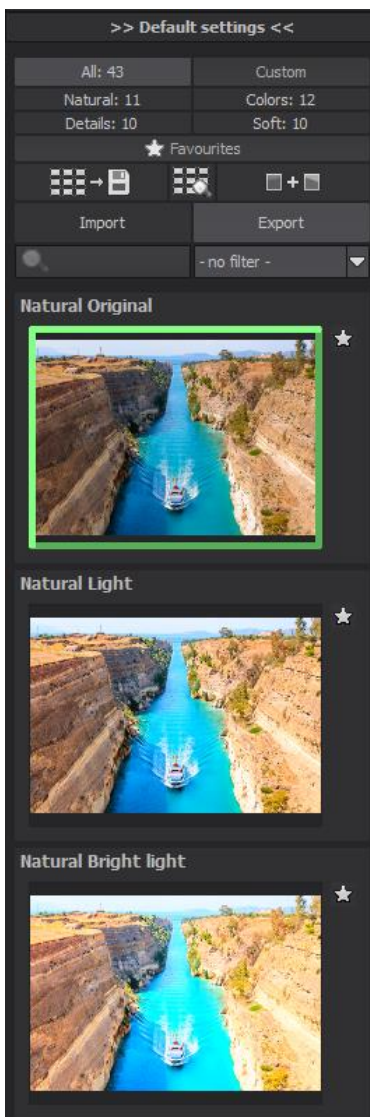 >> Default settings <<
All: 43 Custom
Natural: 11 Colors: 12
Details: 10 Soft: 10
Favourites
Import Export
- no filter -
Natural Original
Natural Light
Natural Bright light